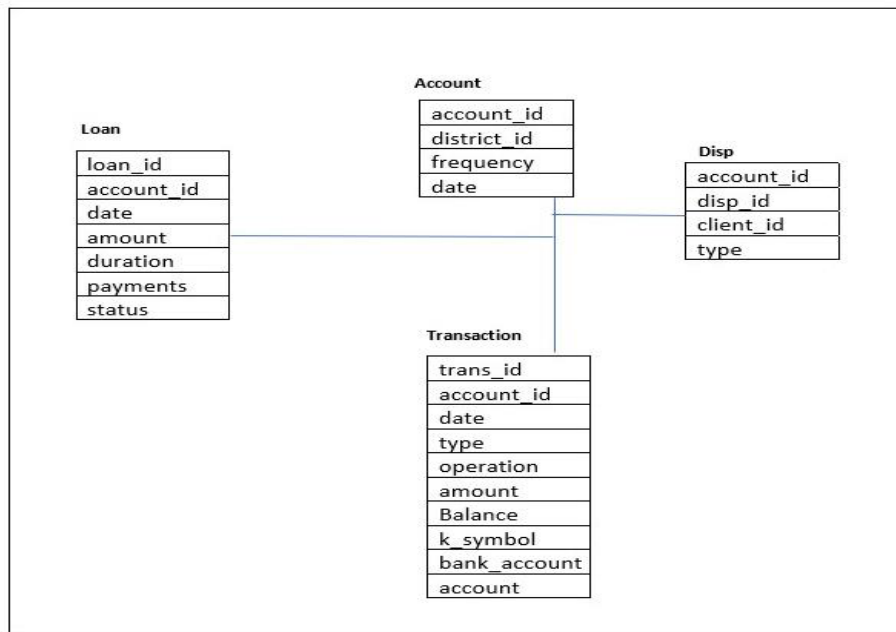 Account
account_id
district_id
frequency
date
Loan
loan_id
account_id
date
amount
duration
payments
status
Disp
account_id
disp_id
client_id
type
Transaction
trans_id
account_id
date
type
operation
amount
Balance
k_symbol
bank_account
account